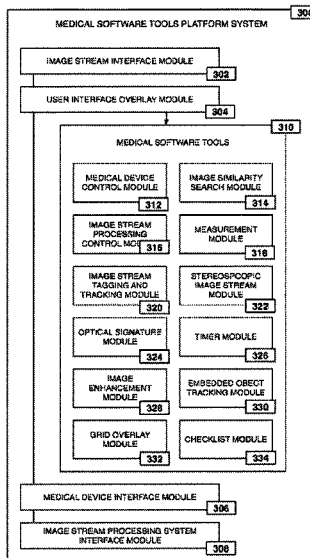 300
MEDICAL SOFTWARE TOOLS PLATFORM SYSTEM
IMAGE STREAM INTERFACE MODULE
302
USER INTERFACE OVERLAY MODULE
304
310
MEDICAL SOFTWARE TOOLS
MEDICAL DEVICE
CONTROL MODULE
312
IMAGE SIMILARITY
SEARCH MODULE
314
IMAGE STREAM
PROCESSING
CONTROL
316
MEASUREMENT
MODULE
318
IMAGE STREAM
TAGGING AND
TRACKING MODULE
320
STEREOSPCOPIC
IMAGE STREAM
MODULE
322
OPTICAL SIGNATURE
MODULE
324
TIMER MODULE
326
IMAGE
ENHANCEMENT
MODULE
328
EMBEDDED OBECT
TRACKING MODULE
330
GRID OVERLAY
MODULE
332
CHECKLIST MODULE
334
MEDICAL DEVICE INTERFACE MODULE
306
IMAGE STREAM PROCESSING SYSTEM
INTERFACE MODULE
308